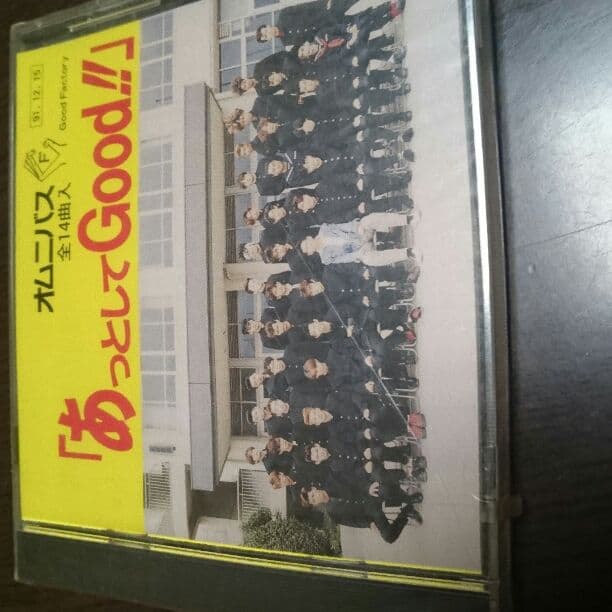 オムニバス
全14曲入
F
91.12.15
Good Factory
「あっとしてGood!!」